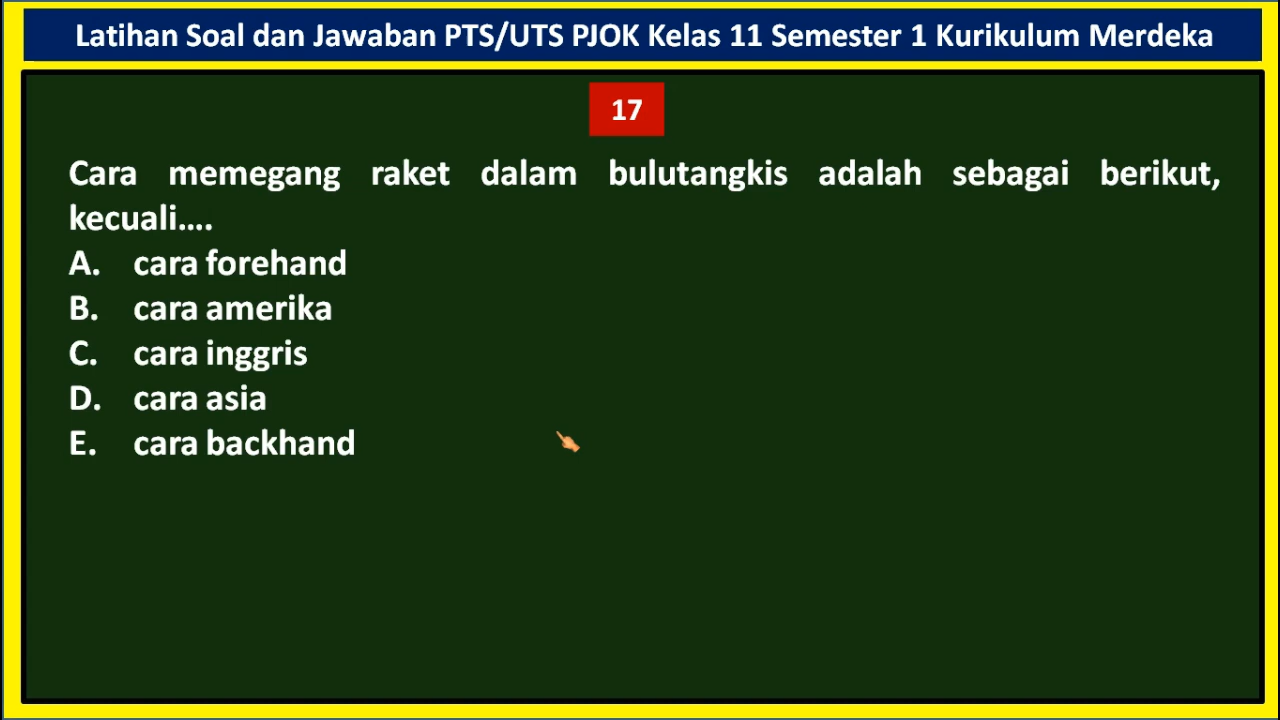 Latihan Soal dan Jawaban PTS/UTS PJOK Kelas 11 Semester 1 Kurikulum Merdeka
17
Cara memegang raket dalam bulutangkis adalah sebagai berikut,
kecuali....
A. cara forehand
B. cara amerika
C. cara inggris
D. cara asia
E. cara backhand